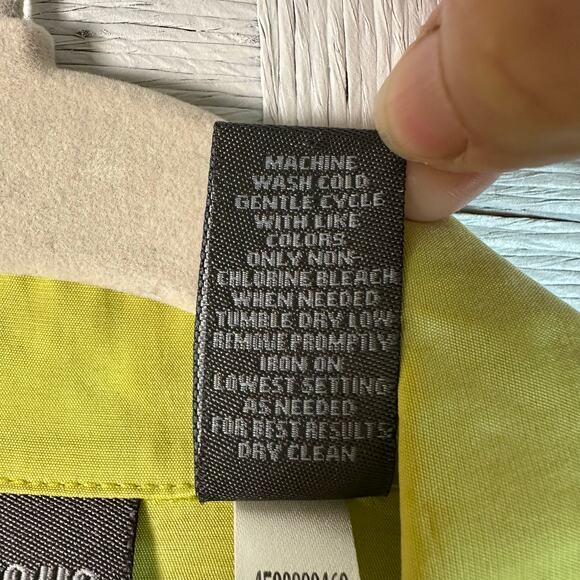 MACHINE
WASH COLD
GENTLE CYCLE
WITH LIKE
COLORS:
ONLY NON-
CHLORINE BLEACH
WHEN NEEDED
TUMBLE DRY LOW
REMOVE PROMPTLY
IRON ON
LOWEST SETTING
AS NEEDED
FOR BEST RESULTS:
DRY CLEAN